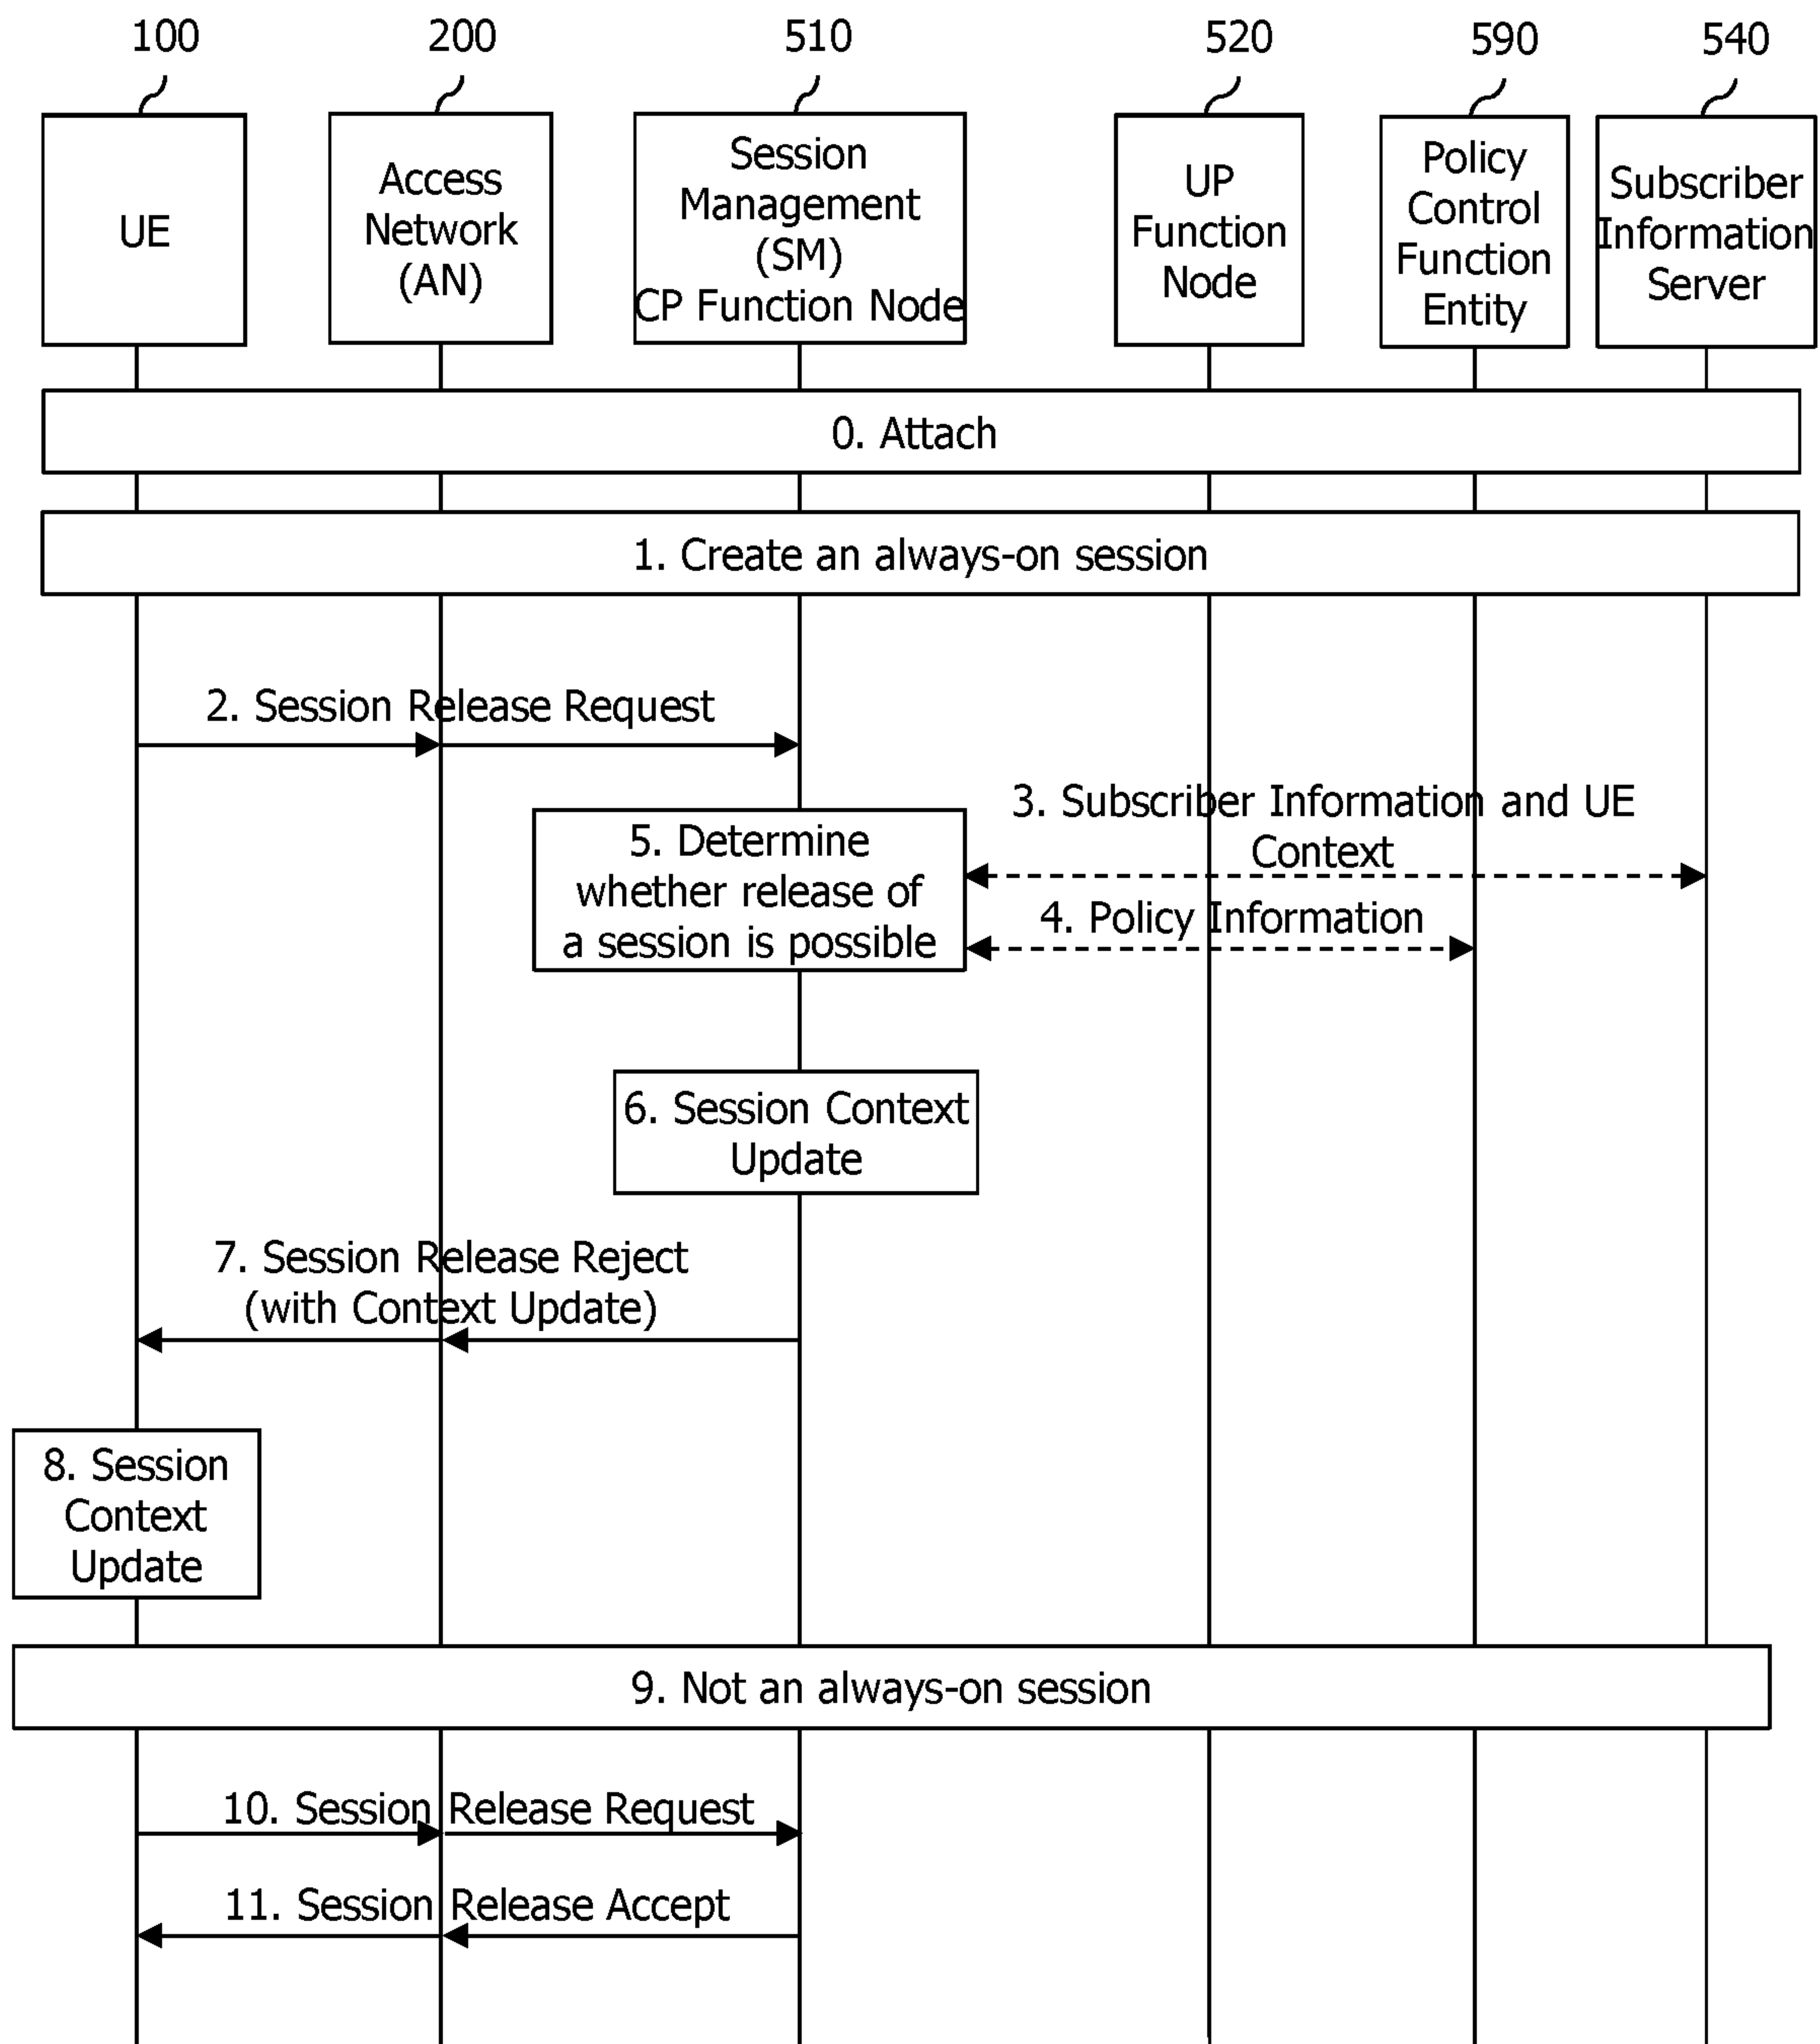 100
200
510
520
590
540
UE
Access
Network
(AN)
Session
Management
(SM)
CP Function Node
UP
Function
Node
Policy
Control
Function
Entity
Subscriber
Information
Server
0. Attach
1. Create an always-on session
2. Session Release Request
3. Subscriber Information and UE
Context
4. Policy Information
5. Determine
whether release of
a session is possible
6. Session Context
Update
7. Session Release Reject
(with Context Update)
8. Session
Context
Update
9. Not an always-on session
10. Session Release Request
11. Session Release Accept